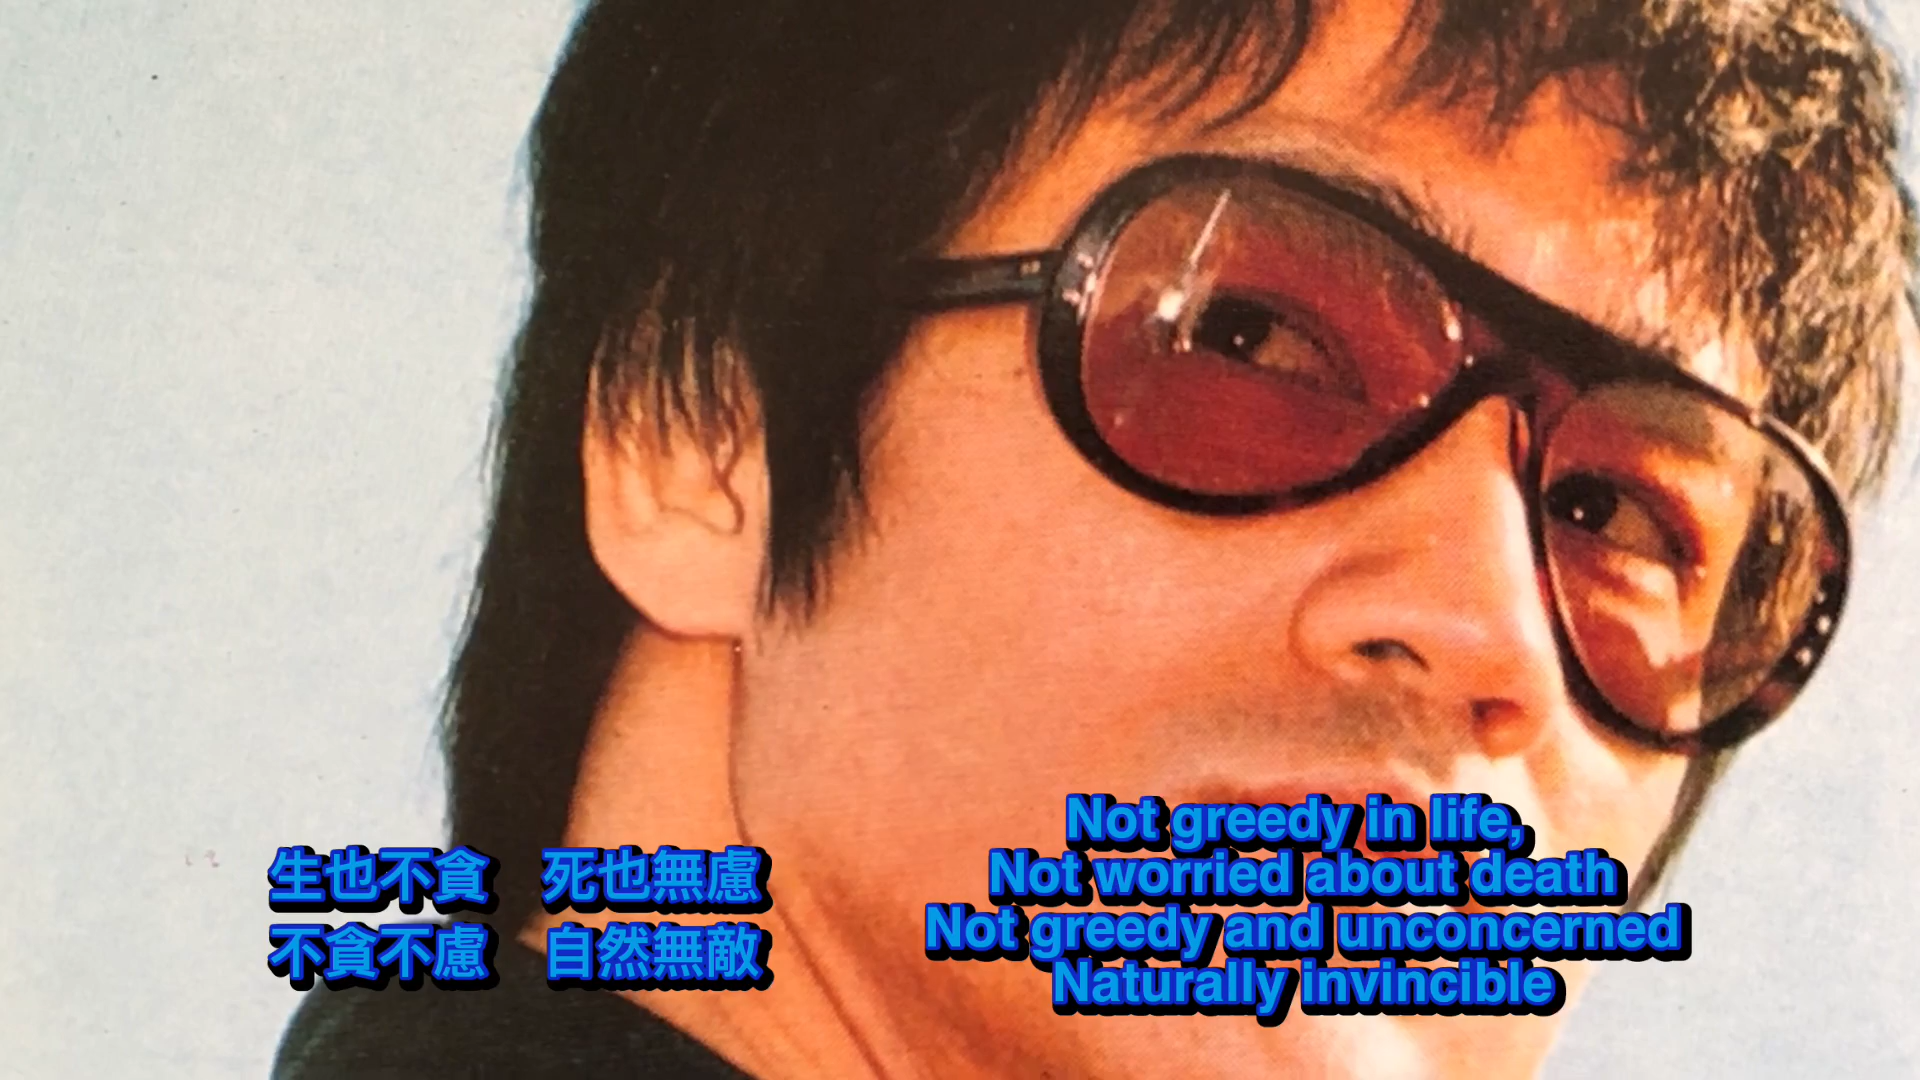 生也不貪　死也無慮
不貪不慮　自然無敵
Not greedy in life,
Not worried about death
Not greedy and unconcerned
Naturally invincible